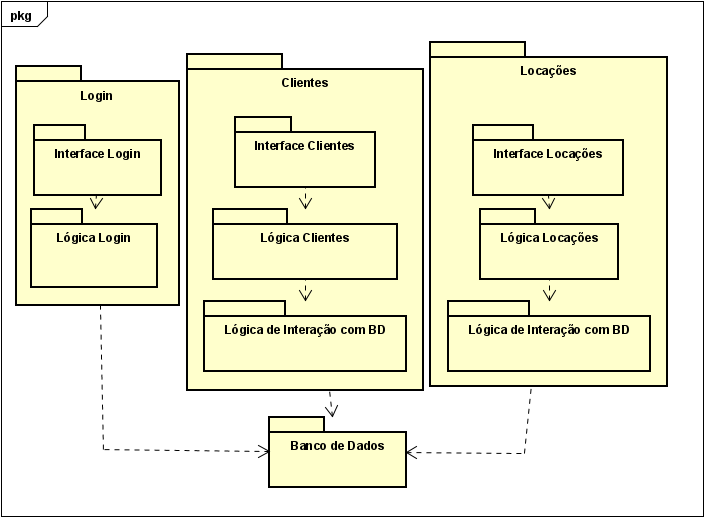 pkg
Login
Interface Login
Lógica Login
Clientes
Interface Clientes
Lógica Clientes
Lógica de Interação com BD
Locações
Interface Locações
Lógica Locações
Lógica de Interação com BD
Banco de Dados